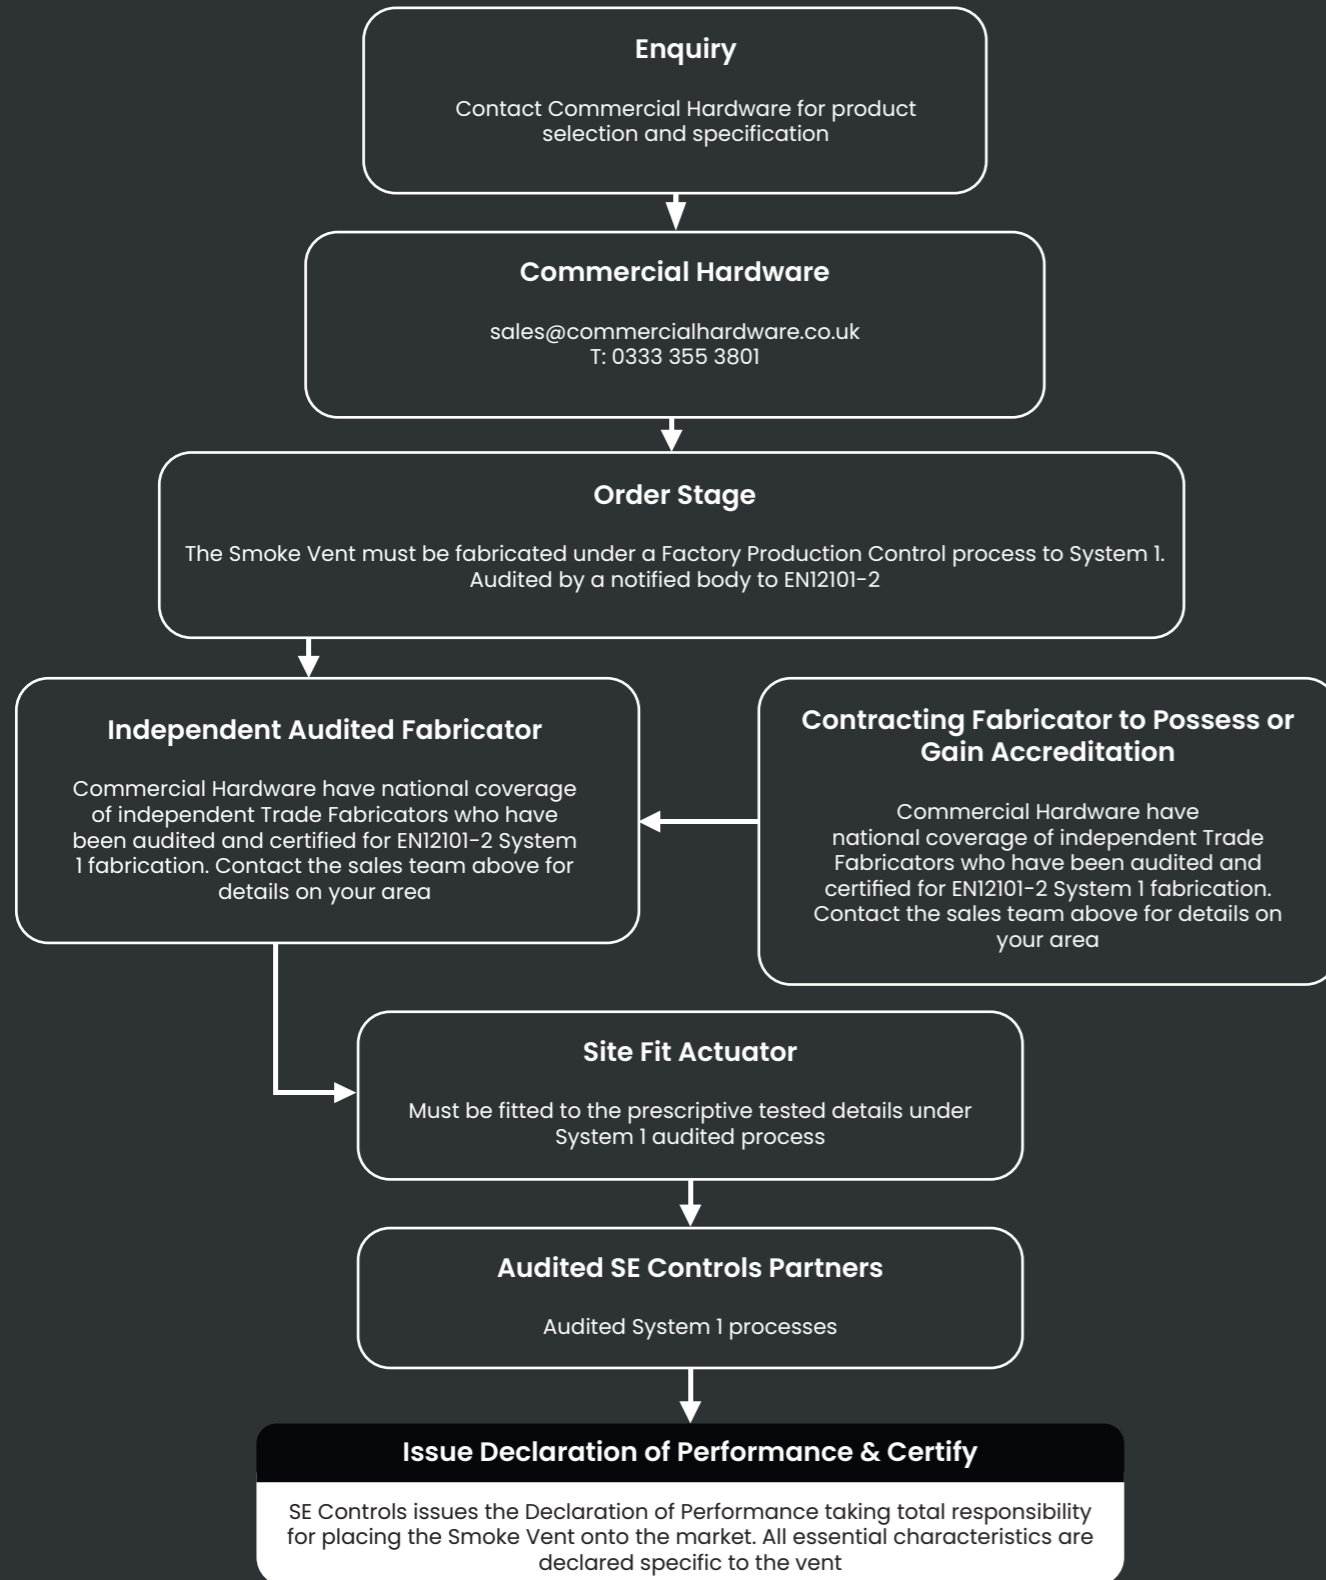 Enquiry
Contact Commercial Hardware for product
selection and specification
Commercial Hardware
sales@commercialhardware.co.uk
T: 0333 355 3801
Order Stage
The Smoke Vent must be fabricated under a Factory Production Control process to System 1.
Audited by a notified body to EN12101-2
Independent Audited Fabricator
Commercial Hardware have national coverage
of independent Trade Fabricators who have
been audited and certified for EN12101-2 System
1 fabrication. Contact the sales team above for
details on your area
Contracting Fabricator to Possess or
Gain Accreditation
Commercial Hardware have
national coverage of independent Trade
Fabricators who have been audited and
certified for EN12101-2 System 1 fabrication.
Contact the sales team above for details on
your area
Site Fit Actuator
Must be fitted to the prescriptive tested details under
System 1 audited process
Audited SE Controls Partners
Audited System 1 processes
Issue Declaration of Performance & Certify
SE Controls issues the Declaration of Performance taking total responsibility
for placing the Smoke Vent onto the market. All essential characteristics are
declared specific to the vent